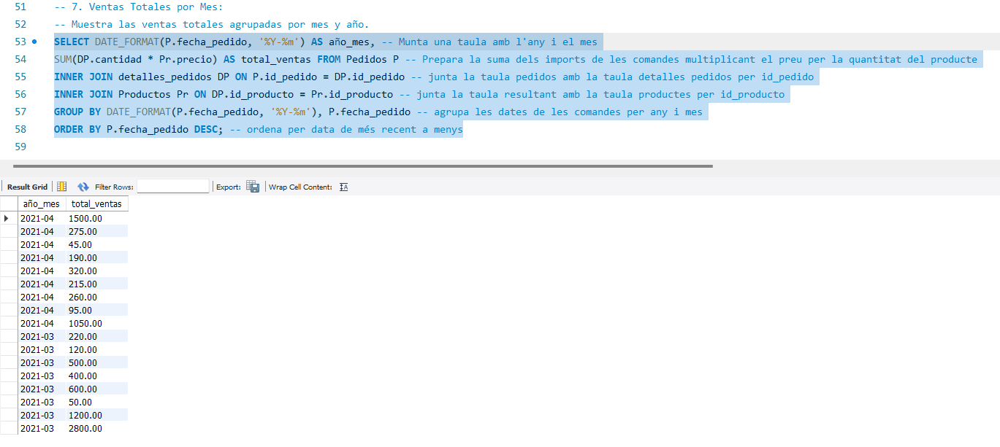 51 -- 7. Ventas Totales por Mes:
52 -- Muestra las ventas totales agrupadas por mes y año.
53 SELECT DATE_FORMAT(P.fecha_pedido, '%Y-%m') AS año_mes, -- Munta una taula amb l'any i el mes
54 SUM(DP.cantidad * Pr.precio) AS total_ventas FROM Pedidos P -- Prepara la suma dels imports de les comandes multiplicant el preu per la quantitat del producte
55 INNER JOIN detalles_pedidos DP ON P.id_pedido = DP.id_pedido -- junta la taula pedidos amb la taula detalles pedidos per id_pedido
56 INNER JOIN Productos Pr ON DP.id_producto = Pr.id_producto -- junta la taula resultant amb la taula productes per id_producto
57 GROUP BY DATE_FORMAT(P.fecha_pedido, '%Y-%m'), P.fecha_pedido -- agrupa les dates de les comandes per any i mes
58 ORDER BY P.fecha_pedido DESC; -- ordena per data de més recent a menys
59
Result Grid Filter Rows: Export: Wrap Cell Content: IA
año_mes total_ventas
2021-04 1500.00
2021-04 275.00
2021-04 45.00
2021-04 190.00
2021-04 320.00
2021-04 215.00
2021-04 260.00
2021-04 95.00
2021-04 1050.00
2021-03 220.00
2021-03 120.00
2021-03 500.00
2021-03 400.00
2021-03 600.00
2021-03 50.00
2021-03 1200.00
2021-03 2800.00